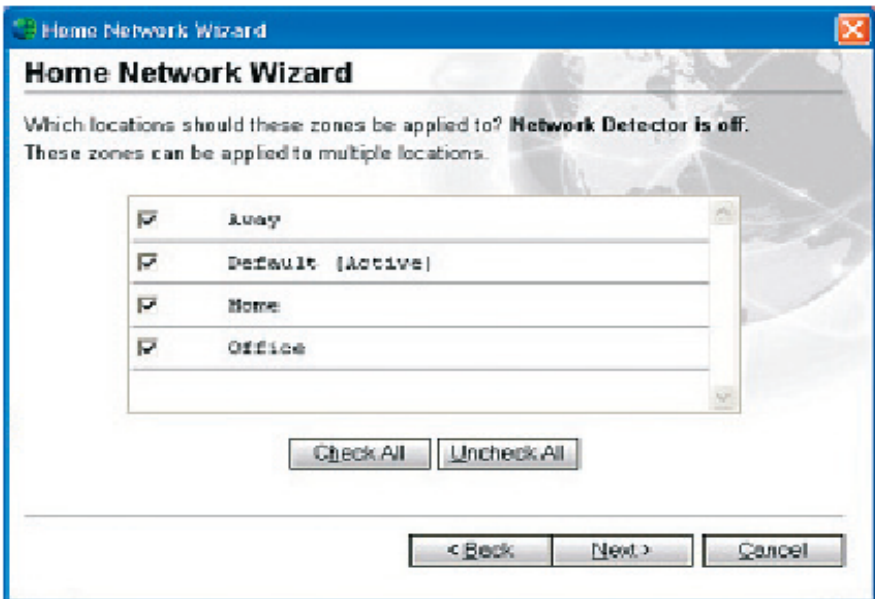 Home Network Wizard
Home Network Wizard
Which locations should these zones be applied to? Network Detector is off.
These zones can be applied to multiple locations.
Away
Default (Active)
Home
Office
Check All Uncheck All
< Back Next > Cancel